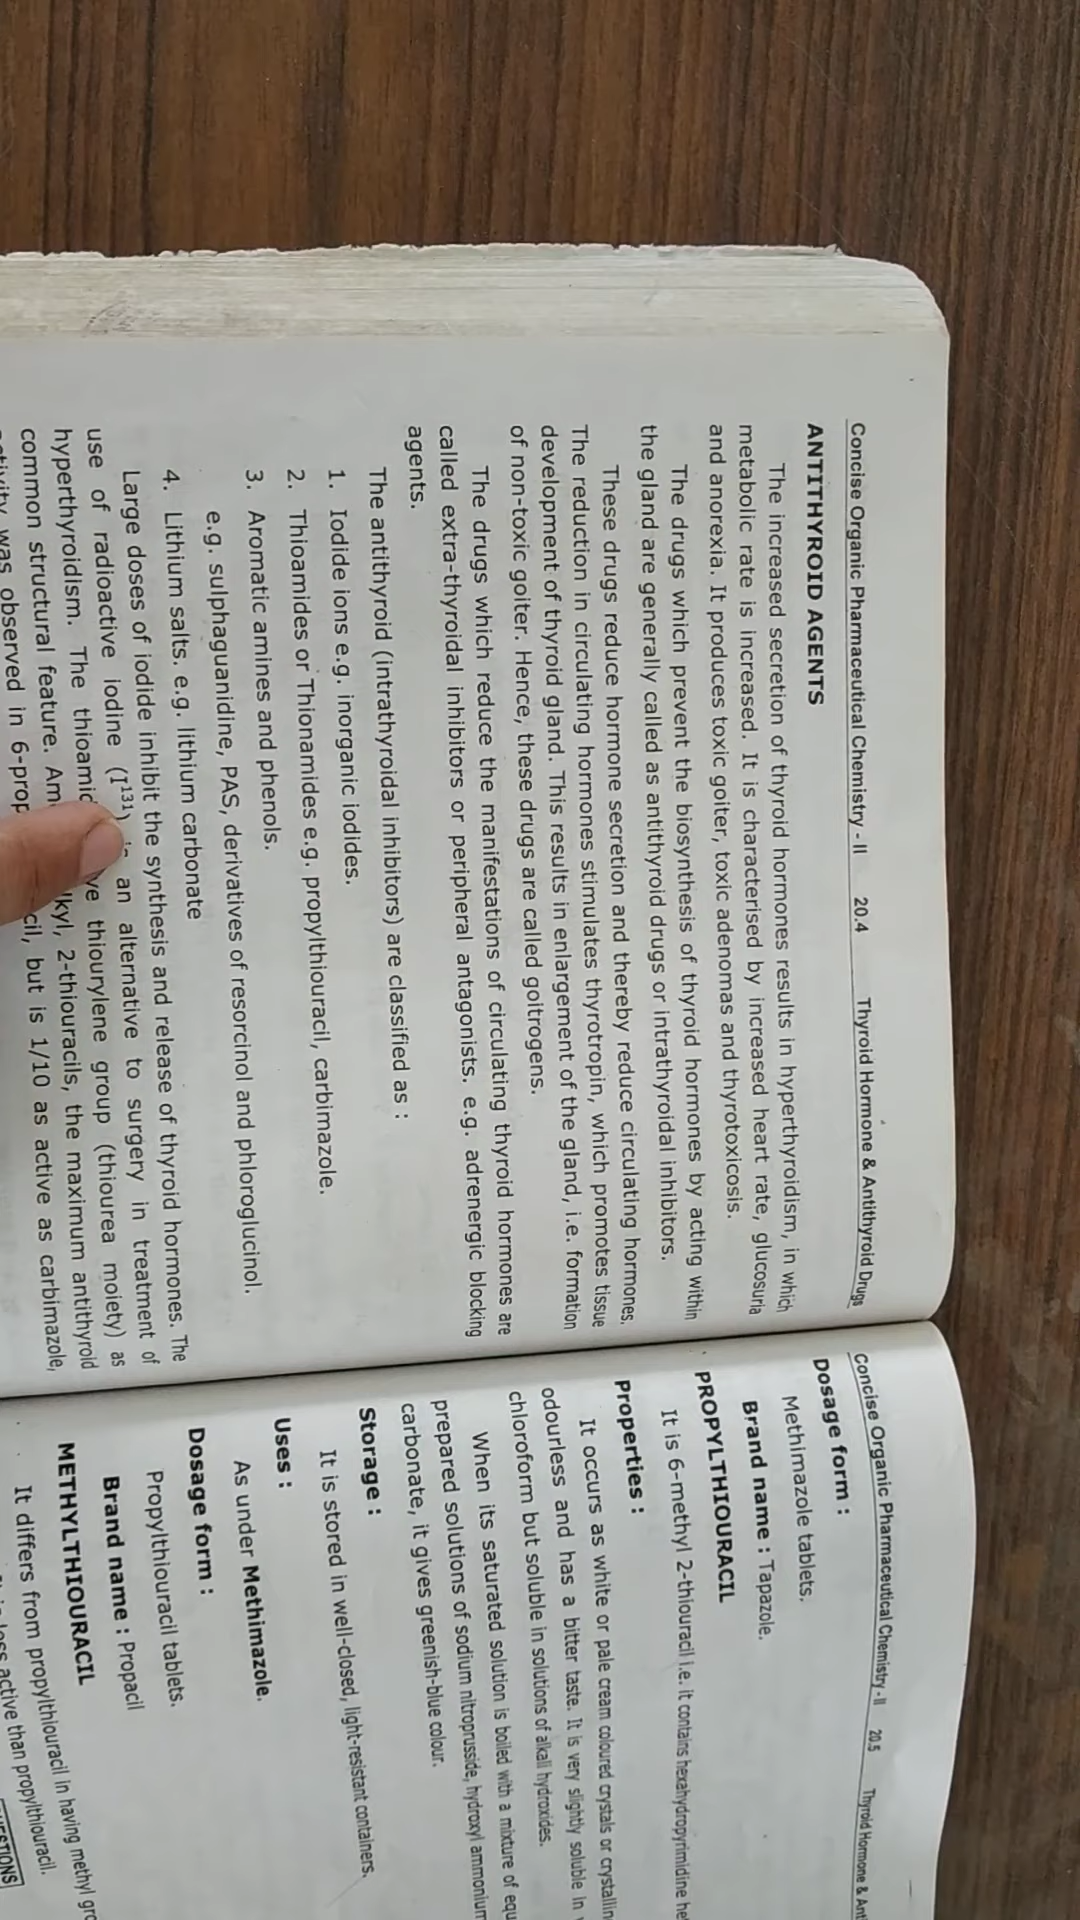 Concise Organic Pharmaceutical Chemistry - II 20.4 Thyroid Hormone & Antithyroid Drugs
ANTITHYROID AGENTS
The increased secretion of thyroid hormones results in hyperthyroidism, in which
metabolic rate is increased. It is characterised by increased heart rate, glucosuria
and anorexia. It produces toxic goiter, toxic adenomas and thyrotoxicosis.
The drugs which prevent the biosynthesis of thyroid hormones by acting within
the gland are generally called as antithyroid drugs or intrathyroidal inhibitors.
These drugs reduce hormone secretion and thereby reduce circulating hormones.
The reduction in circulating hormones stimulates thyrotropin, which promotes tissue
development of thyroid gland. This results in enlargement of the gland, i.e. formation
of non-toxic goiter. Hence, these drugs are called goitrogens.
The drugs which reduce the manifestations of circulating thyroid hormones are
called extra-thyroidal inhibitors or peripheral antagonists. e.g. adrenergic blocking
agents.
The antithyroid (intrathyroidal inhibitors) are classified as :
1. Iodide ions e.g. inorganic iodides.
2. Thioamides or Thionamides e.g. propylthiouracil, carbimazole.
3. Aromatic amines and phenols.
e.g. sulphaguanidine, PAS, derivatives of resorcinol and phloroglucinol.
4. Lithium salts. e.g. lithium carbonate
Large doses of iodide inhibit the synthesis and release of thyroid hormones. The
use of radioactive iodine (I¹³¹) is an alternative to surgery in treatment of
hyperthyroidism. The thiourylene group (thiourea moiety) as
common structural feature. 2-thiouracils, the maximum antithyroid
was observed in but is 1/10 as active as carbimazole,
Concise Organic Pharmaceutical Chemistry - II 20.5 Thyroid Hormone &
Dosage form :
Methimazole tablets.
Brand name : Tapazole.
PROPYLTHIOURACIL
It is 6-methyl 2-thiouracil i.e. it contains hexahydropyrimidine
Properties :
It occurs as white or pale cream coloured crystals or
odourless and has a bitter taste. It is very slightly soluble in
chloroform but soluble in solutions of alkali hydroxides.
When its saturated solution is boiled with a mixture of
prepared solutions of sodium nitroprusside, hydroxyl ammonium
carbonate, it gives greenish-blue colour.
Storage :
It is stored in well-closed, light-resistant containers.
Uses :
As under Methimazole.
Dosage form :
Propylthiouracil tablets.
Brand name : Propacil
METHYLTHIOURACIL
It differs from propylthiouracil in having methyl
active than propylthiouracil.